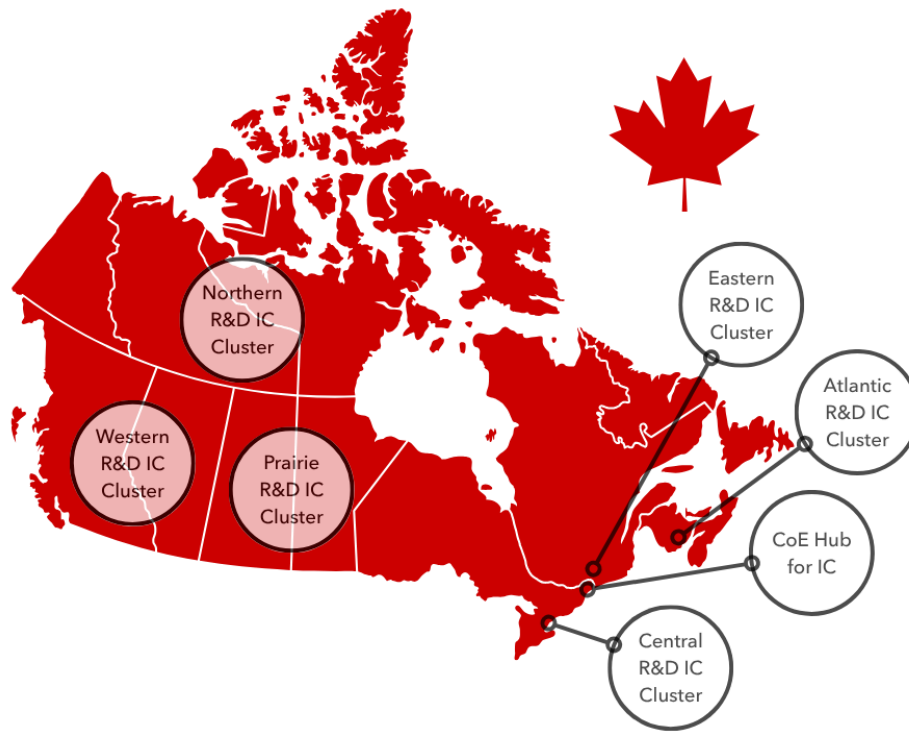 Northern
R&D IC
Cluster
Western
R&D IC
Cluster
Prairie
R&D IC
Cluster
Eastern
R&D IC
Cluster
Atlantic
R&D IC
Cluster
CoE Hub
for IC
Central
R&D IC
Cluster